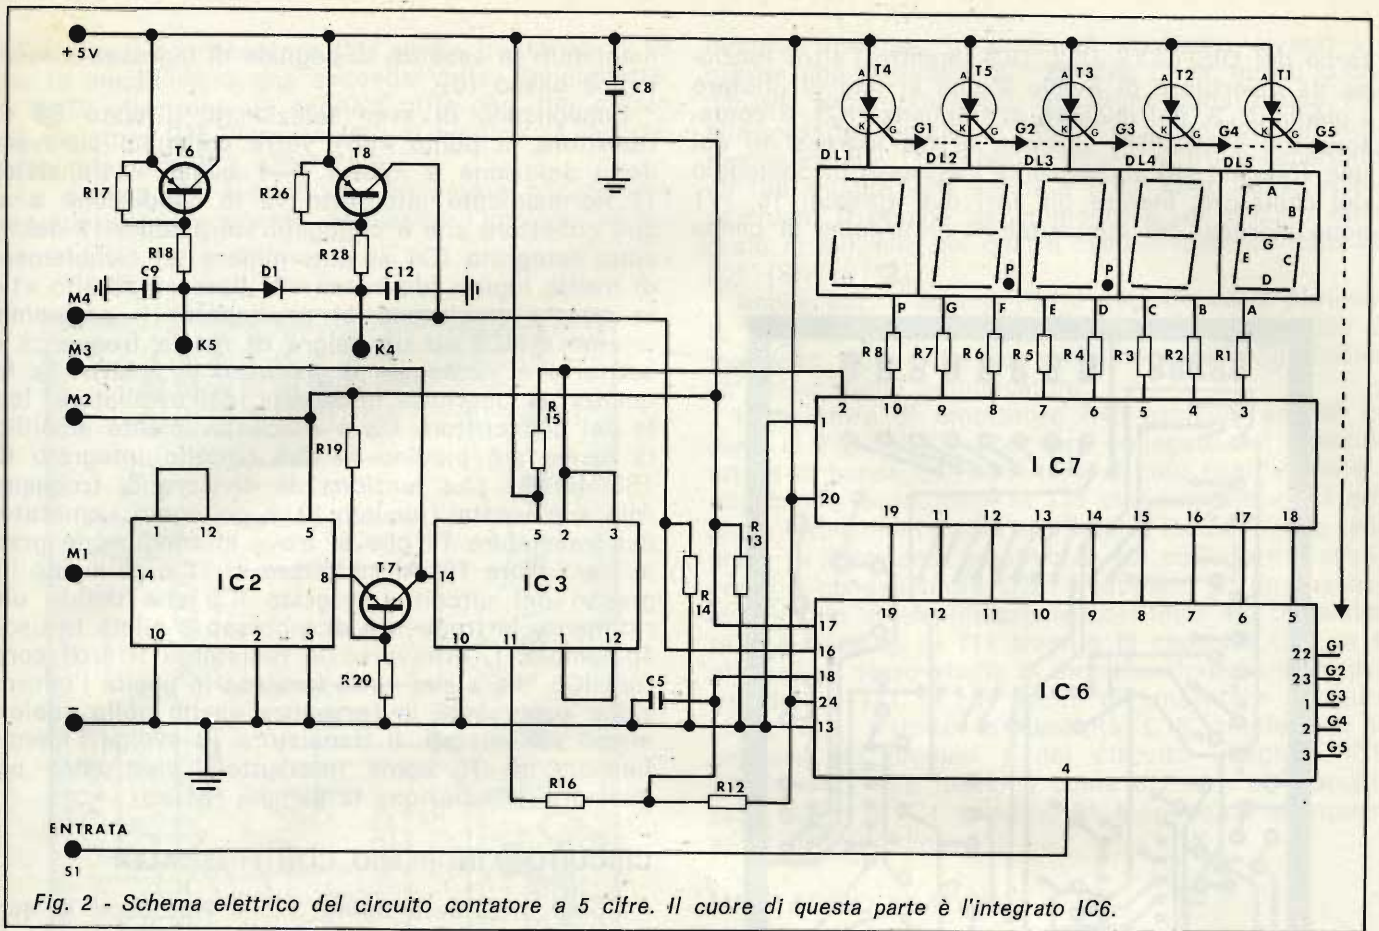 +5V
C8
A T4 K G G1
A T5 K G G2
A T3 K G G3
A T2 K G G4
A T1 K G G5
DL1 DL2 DL3 DL4 DL5
A
B
G
E C
D
P P
T6 T8
R17 R26
R18 R28
C9 D1 C12
M4
K5 K4
M3
M2
M1
P G F E D C B A
R8 R7 R6 R5 R4 R3 R2 R1
2 10 9 8 7 6 5 4 3
1
IC7
20
19 11 12 13 14 15 16 17 18
R 15
R19
1 12 5
14 IC2 8
10 2 3
T7
R20
5 2 3
14 IC3
10 11 1 12
R 14
R 13
C5
R16 R12
19 12 11 10 9 8 7 6 5
17
16
18
24
13
IC6
22 G1
23 G2
1 G3
2 G4
3 G5
4
−
ENTRATA
S1
Fig. 2 - Schema elettrico del circuito contatore a 5 cifre. Il cuore di questa parte è l'integrato IC6.